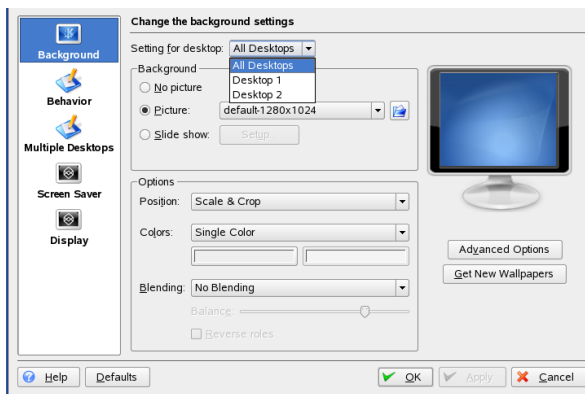 Change the background settings
Background
Behavior
Multiple Desktops
Screen Saver
Display
Setting for desktop: All Desktops
All Desktops
Desktop 1
Desktop 2
Background
No picture
Picture: default-1280x1024
Slide show: Setup...
Options
Position: Scale & Crop
Colors: Single Color
Blending: No Blending
Balance:
Reverse roles
Advanced Options
Get New Wallpapers
Help
Defaults
OK
Apply
Cancel